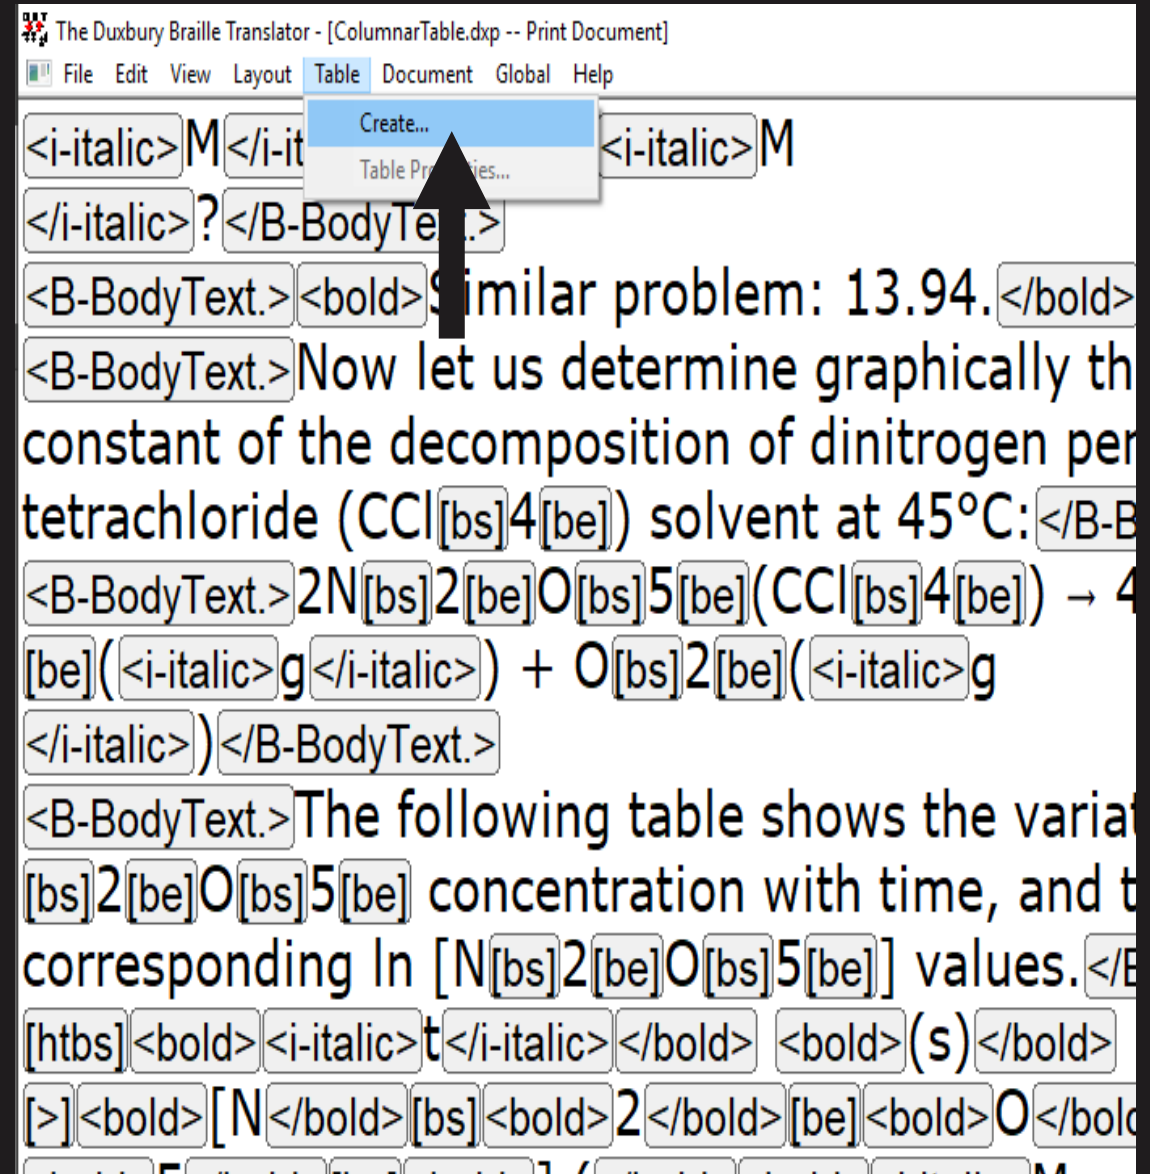 The Duxbury Braille Translator - [ColumnarTable.dxp -- Print Document]
File Edit View Layout Table Document Global Help
Create...
Table
<i-italic>M <i-italic>M
</i-italic>?</B-BodyText.>
<B-BodyText.><bold>Similar problem: 13.94.</bold>
<B-BodyText.>Now let us determine graphically th
constant of the decomposition of dinitrogen per
tetrachloride (CCl[bs]4[be]) solvent at 45°C:</B-B
<B-BodyText.>2N[bs]2[be]O[bs]5[be](CCl[bs]4[be]) → 4
[be](<i-italic>g</i-italic>) + O[bs]2[be](<i-italic>g
</i-italic>)</B-BodyText.>
<B-BodyText.>The following table shows the variat
[bs]2[be]O[bs]5[be] concentration with time, and t
corresponding ln [N[bs]2[be]O[bs]5[be]] values.</B
[htbs]<bold><i-italic>t</i-italic></bold> <bold>(s)</bold>
[>]<bold>[N</bold>[bs]<bold>2</bold>[be]<bold>O</bold